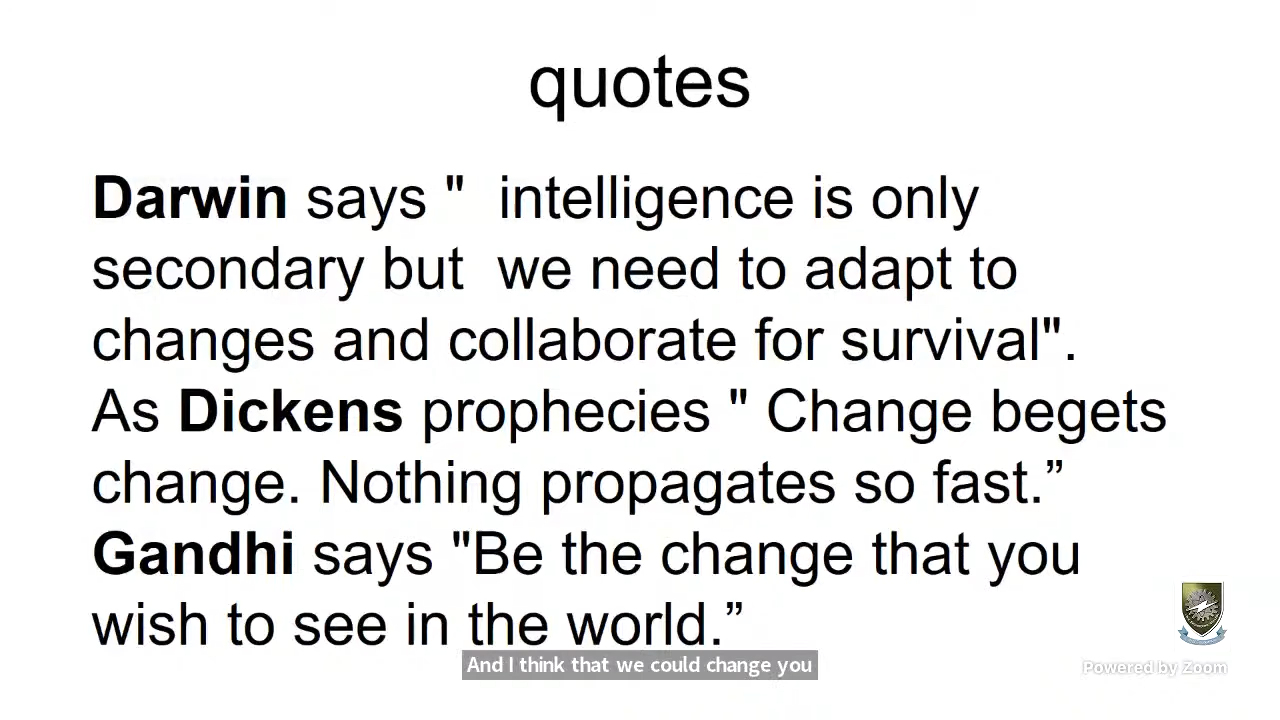 quotes
Darwin says "  intelligence is only
secondary but  we need to adapt to
changes and collaborate for survival".
As Dickens prophecies " Change begets
change. Nothing propagates so fast.”
Gandhi says "Be the change that you
wish to see in the world.”
And I think that we could change you
Powered by Zoom